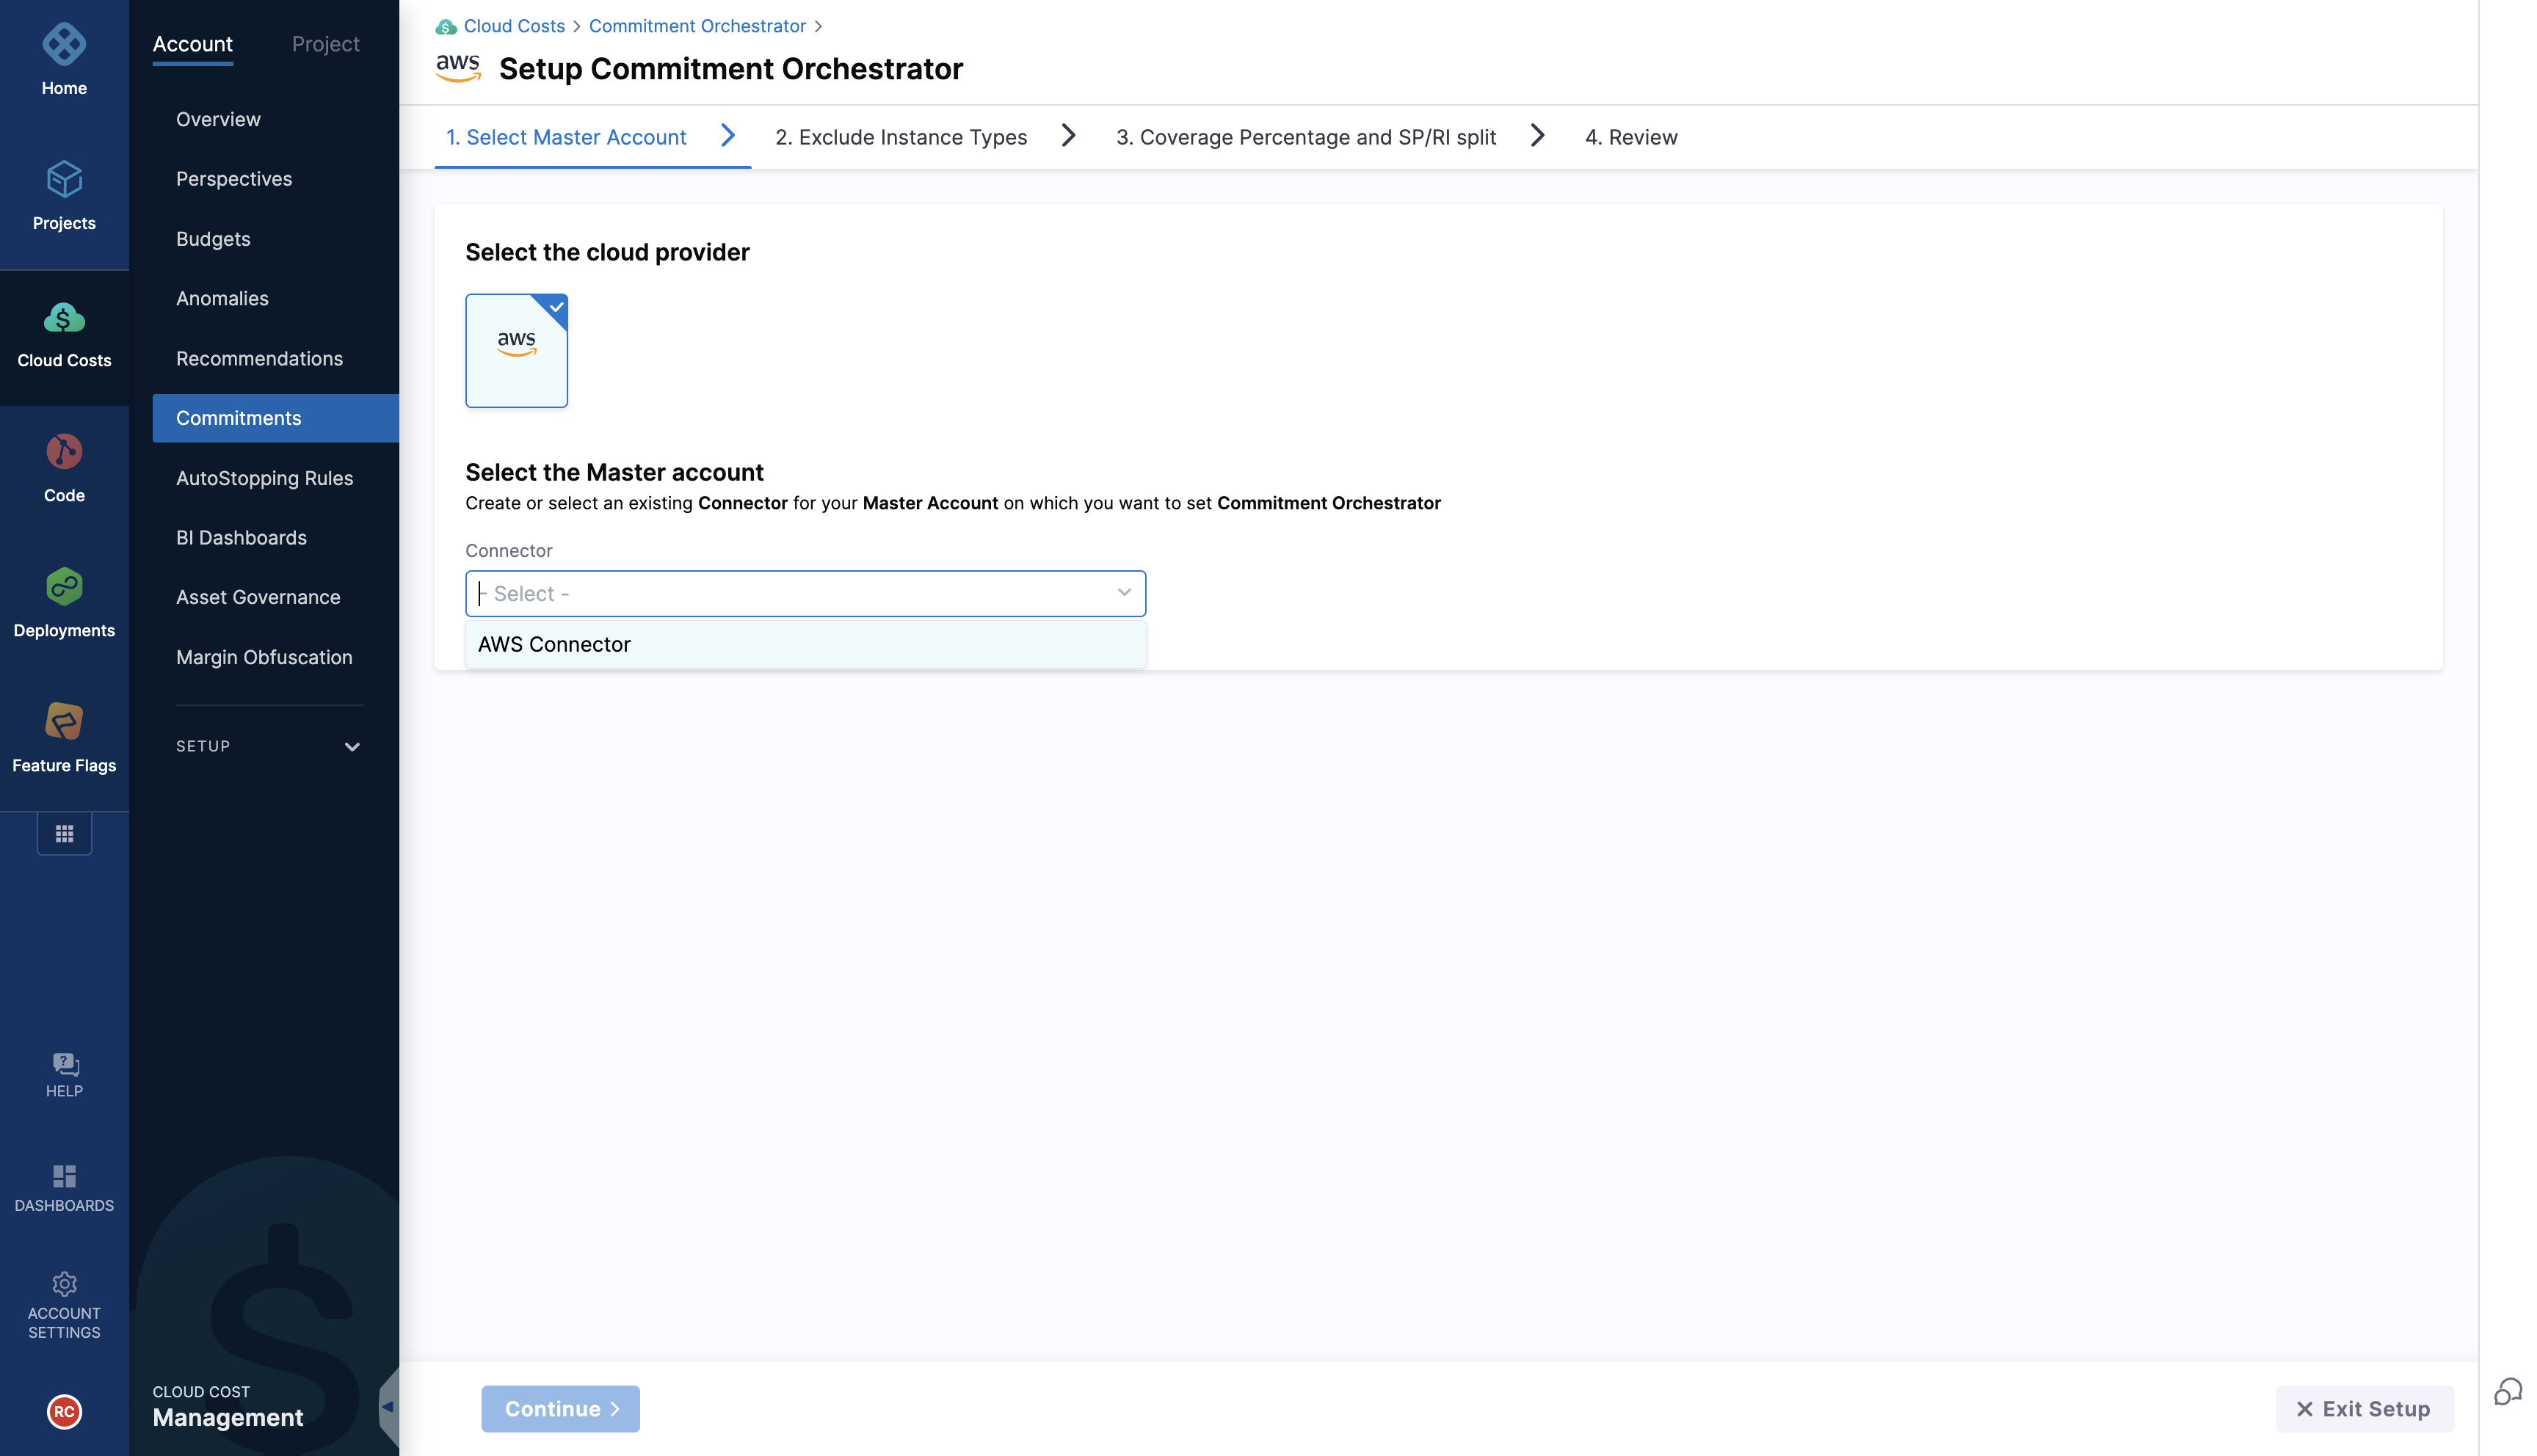 Home
Projects
Cloud Costs
Code
Deployments
Feature Flags
HELP
DASHBOARDS
ACCOUNT
SETTINGS
RC
Account
Project
Overview
Perspectives
Budgets
Anomalies
Recommendations
Commitments
AutoStopping Rules
BI Dashboards
Asset Governance
Margin Obfuscation
SETUP
CLOUD COST
Management
Cloud Costs > Commitment Orchestrator >
aws Setup Commitment Orchestrator
1. Select Master Account
2. Exclude Instance Types
3. Coverage Percentage and SP/RI split
4. Review
Select the cloud provider
aws
Select the Master account
Create or select an existing Connector for your Master Account on which you want to set Commitment Orchestrator
Connector
- Select -
AWS Connector
Continue >
Exit Setup